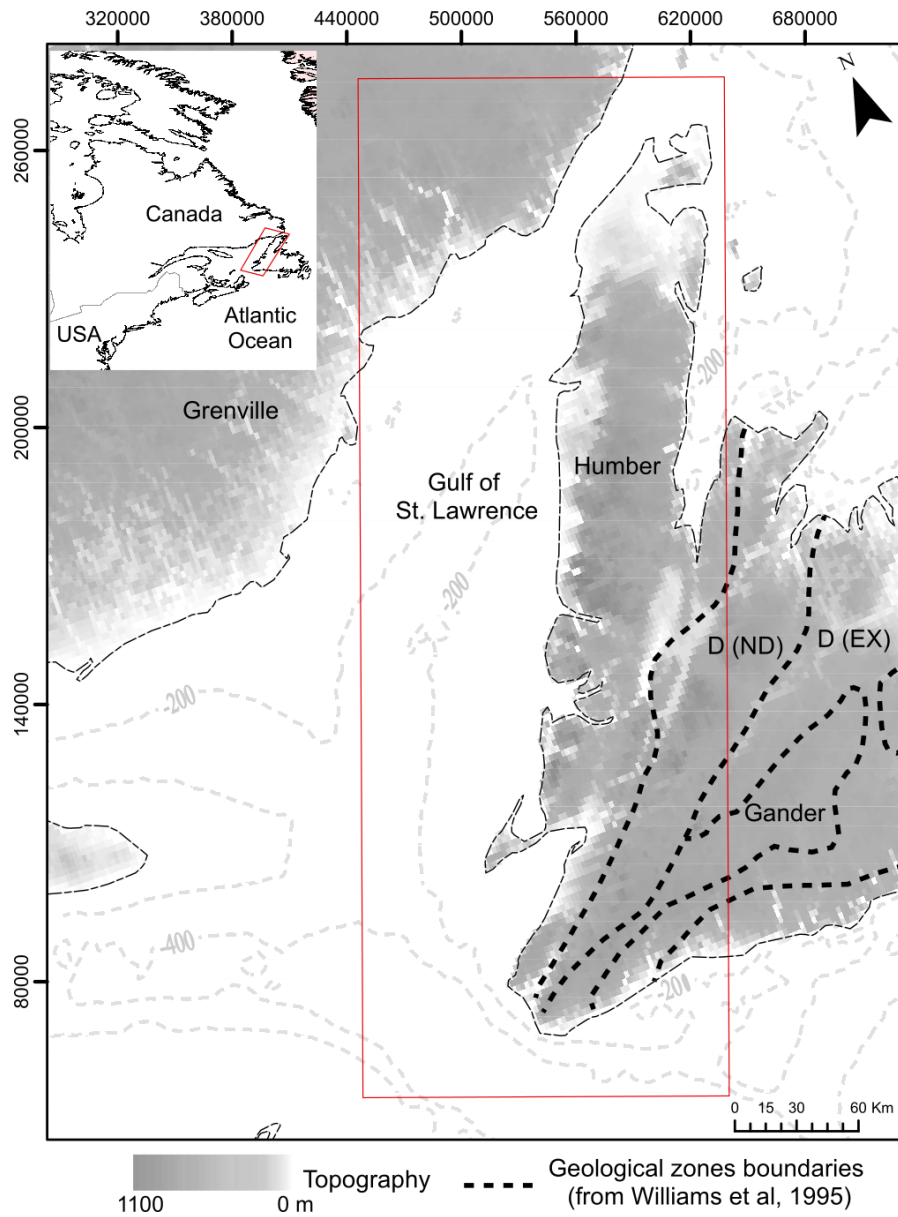 320000 380000 440000 500000 560000 620000 680000
N
260000
200000
140000
80000
Canada
USA
Atlantic
Ocean
Grenville
Humber
Gulf of
St. Lawrence
-200
-200
-200
D (ND)
D (EX)
Gander
-400
-200
0 15 30 60 Km
1100 0 m
Topography
Geological zones boundaries
(from Williams et al, 1995)